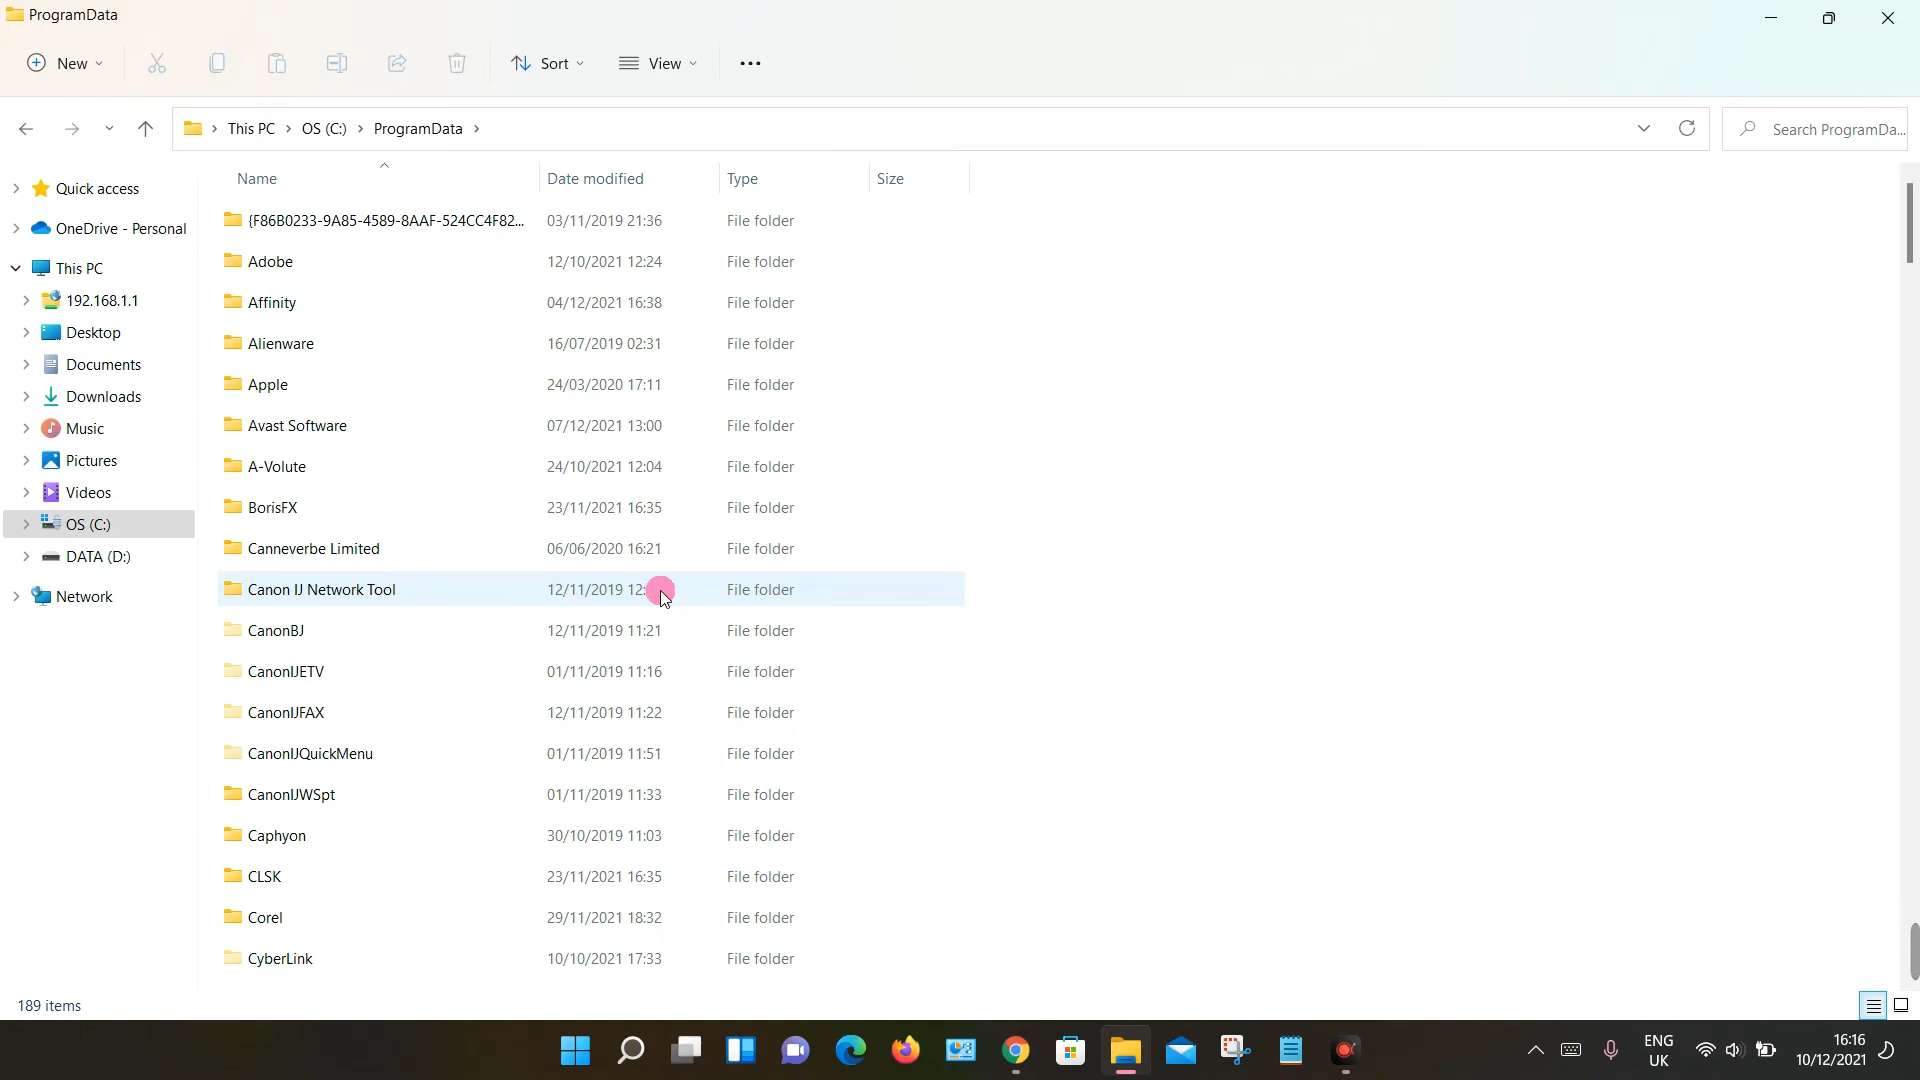 ProgramData
New
Sort
View
This PC > OS (C:) > ProgramData >
Search ProgramDa...
Name Date modified Type Size
Quick access
OneDrive - Personal
This PC
192.168.1.1
Desktop
Documents
Downloads
Music
Pictures
Videos
OS (C:)
DATA (D:)
Network
{F86B0233-9A85-4589-8AAF-524CC4F82... 03/11/2019 21:36 File folder
Adobe 12/10/2021 12:24 File folder
Affinity 04/12/2021 16:38 File folder
Alienware 16/07/2019 02:31 File folder
Apple 24/03/2020 17:11 File folder
Avast Software 07/12/2021 13:00 File folder
A-Volute 24/10/2021 12:04 File folder
BorisFX 23/11/2021 16:35 File folder
Canneverbe Limited 06/06/2020 16:21 File folder
Canon IJ Network Tool 12/11/2019 12: File folder
CanonBJ 12/11/2019 11:21 File folder
CanonIJETV 01/11/2019 11:16 File folder
CanonIJFAX 12/11/2019 11:22 File folder
CanonIJQuickMenu 01/11/2019 11:51 File folder
CanonIJWSpt 01/11/2019 11:33 File folder
Caphyon 30/10/2019 11:03 File folder
CLSK 23/11/2021 16:35 File folder
Corel 29/11/2021 18:32 File folder
CyberLink 10/10/2021 17:33 File folder
189 items
ENG
UK
16:16
10/12/2021